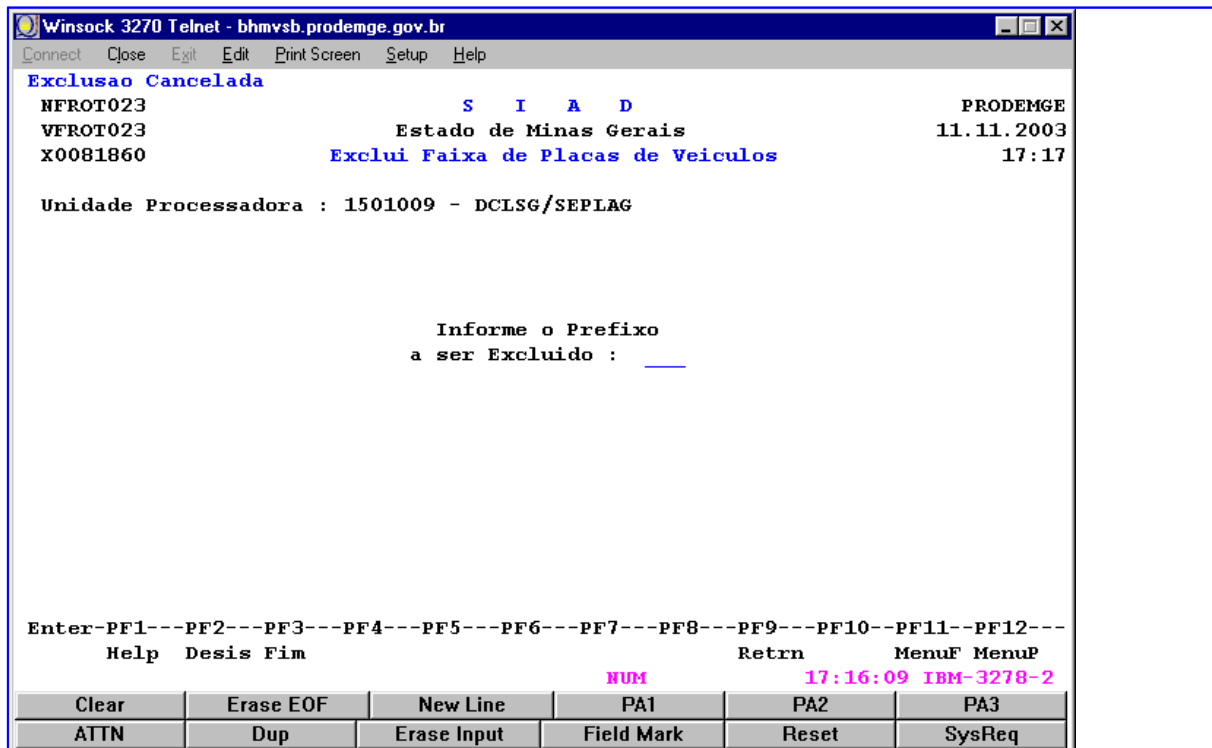 Winsock 3270 Telnet - bhmvsb.prodemge.gov.br
Connect Close Exit Edit Print Screen Setup Help
Exclusao Cancelada
NFROT023 S I A D PRODEMGE
VFROT023 Estado de Minas Gerais 11.11.2003
X0081860 Exclui Faixa de Placas de Veiculos 17:17
Unidade Processadora : 1501009 - DCLSG/SEPLAG
Informe o Prefixo
a ser Excluido : ___
Enter-PF1---PF2---PF3---PF4---PF5---PF6---PF7---PF8---PF9---PF10--PF11--PF12---
Help Desis Fim Retrn MenuF MenuP
NUM 17:16:09 IBM-3278-2
Clear Erase EOF New Line PA1 PA2 PA3
ATTN Dup Erase Input Field Mark Reset SysReq